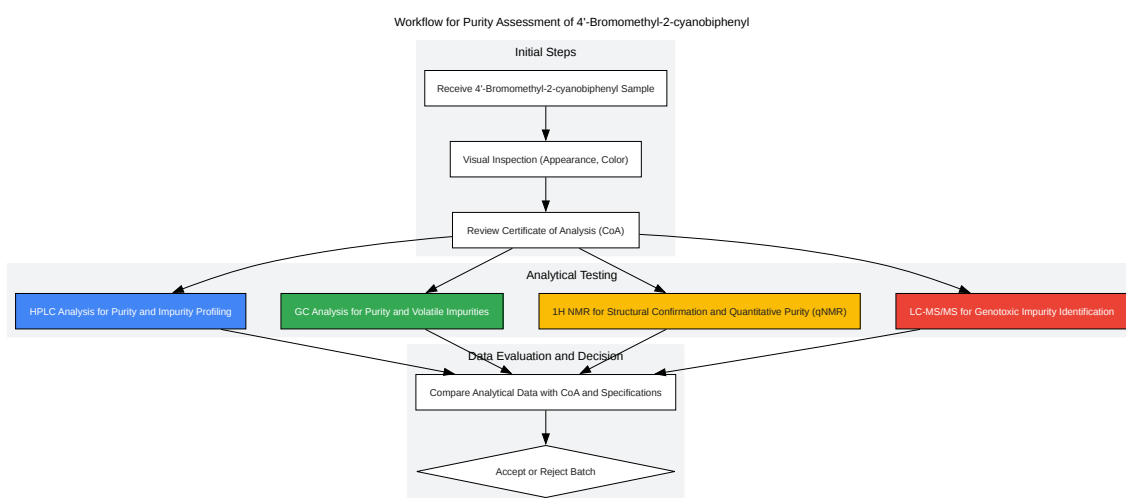 Workflow for Purity Assessment of 4'-Bromomethyl-2-cyanobiphenyl
Initial Steps
Receive 4'-Bromomethyl-2-cyanobiphenyl Sample
Visual Inspection (Appearance, Color)
Review Certificate of Analysis (CoA)
Analytical Testing
HPLC Analysis for Purity and Impurity Profiling
GC Analysis for Purity and Volatile Impurities
1H NMR for Structural Confirmation and Quantitative Purity (qNMR)
LC-MS/MS for Genotoxic Impurity Identification
Data Evaluation and Decision
Compare Analytical Data with CoA and Specifications
Accept or Reject Batch